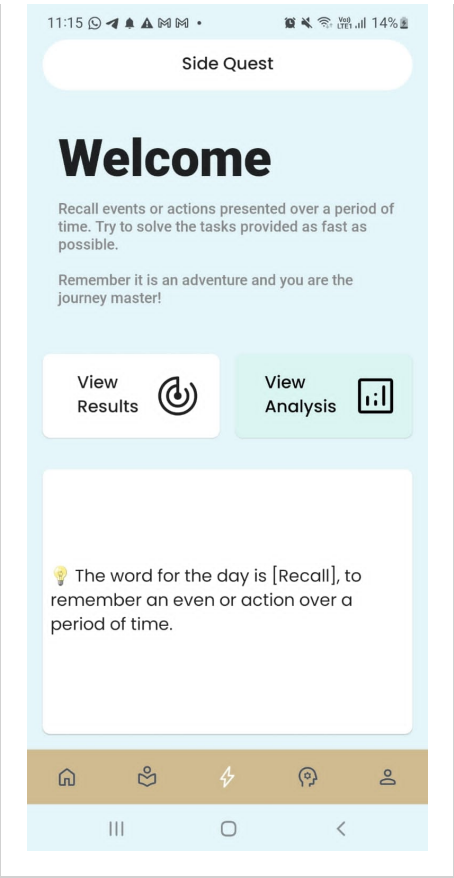 11:15
Vo))
LTE1
14%
Side Quest
Welcome
Recall events or actions presented over a period of
time. Try to solve the tasks provided as fast as
possible.
Remember it is an adventure and you are the
journey master!
View
Results
View
Analysis
The word for the day is [Recall], to
remember an even or action over a
period of time.